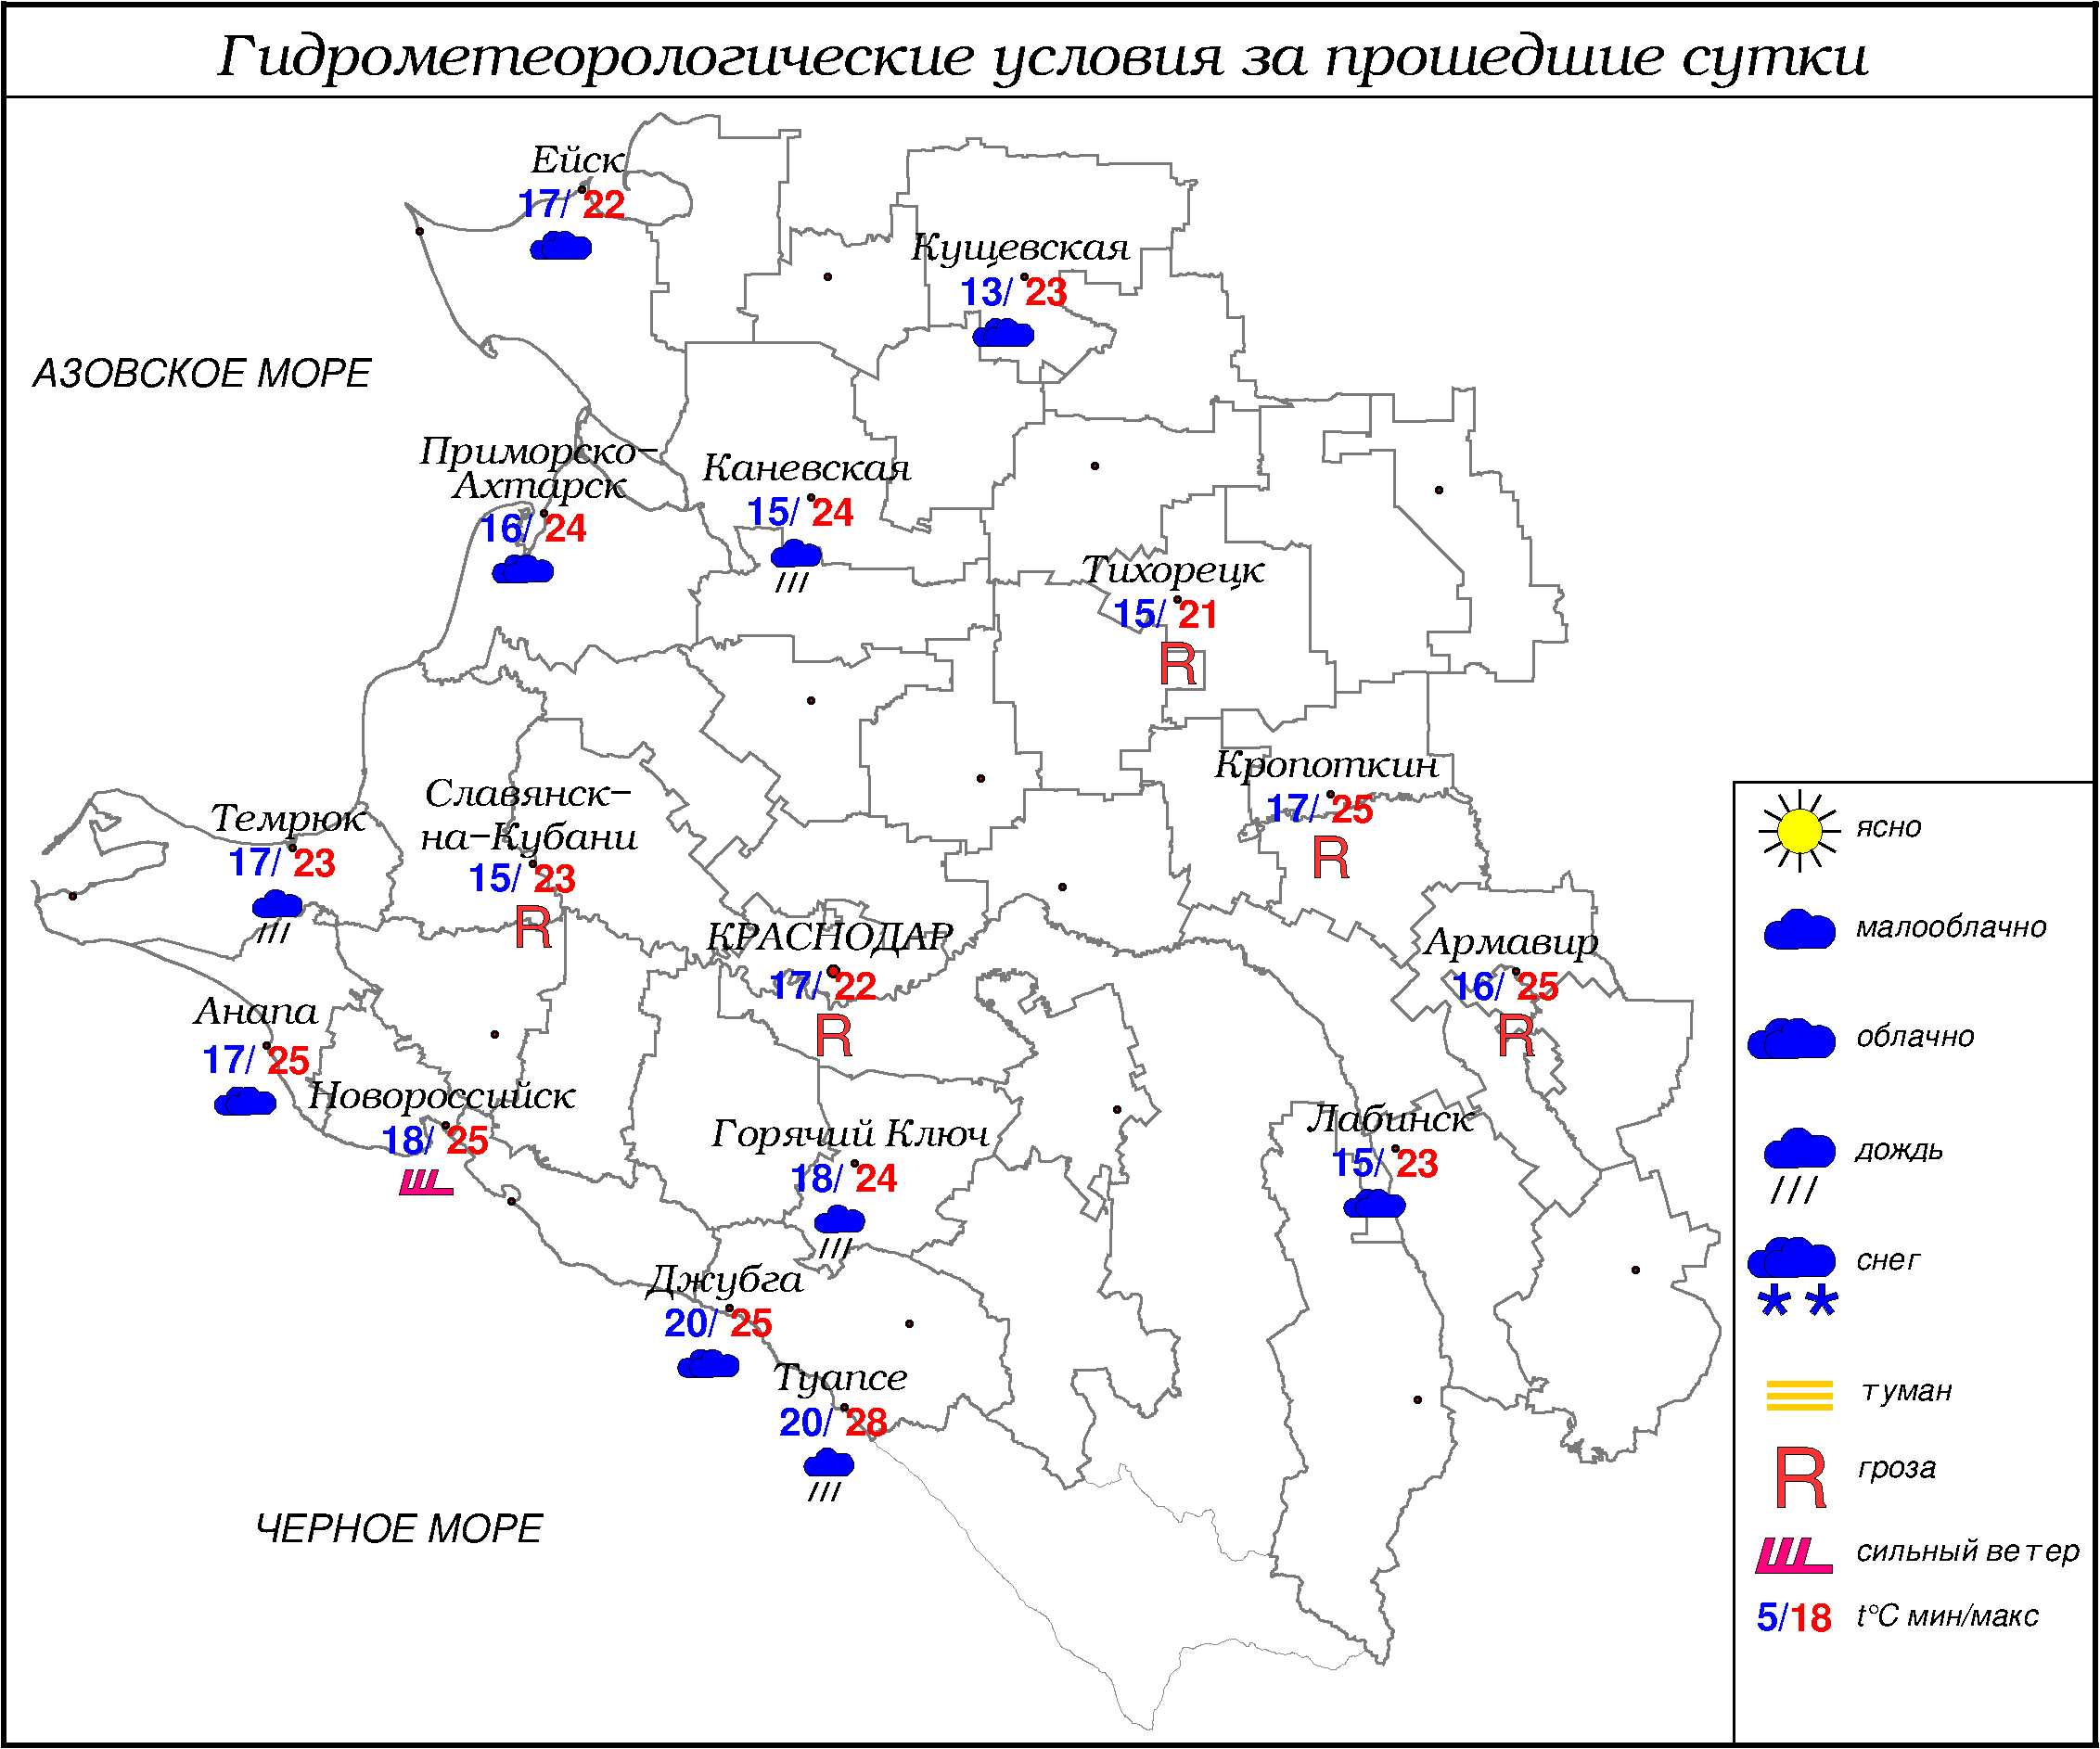 Гидрометеорологические условия за прошедшие сутки
Ейск
17/22
Кущевская
13/23
АЗОВСКОЕ МОРЕ
Приморско-
Ахтарск
16/24
Каневская
15/24
///
Тихорецк
15/21
R
Кропоткин
17/25
R
Темрюк
17/23
///
Славянск-
на-Кубани
15/23
R
КРАСНОДАР
17/22
R
Армавир
16/25
R
Анапа
17/25
Новороссийск
18/25
Горячий Ключ
18/24
///
Лабинск
15/23
Джубга
20/25
Туапсе
20/28
///
ЧЕРНОЕ МОРЕ
ясно
малооблачно
облачно
дождь
///
снег
* *
туман
R гроза
сильный ветер
5/18 t°C мин/макс